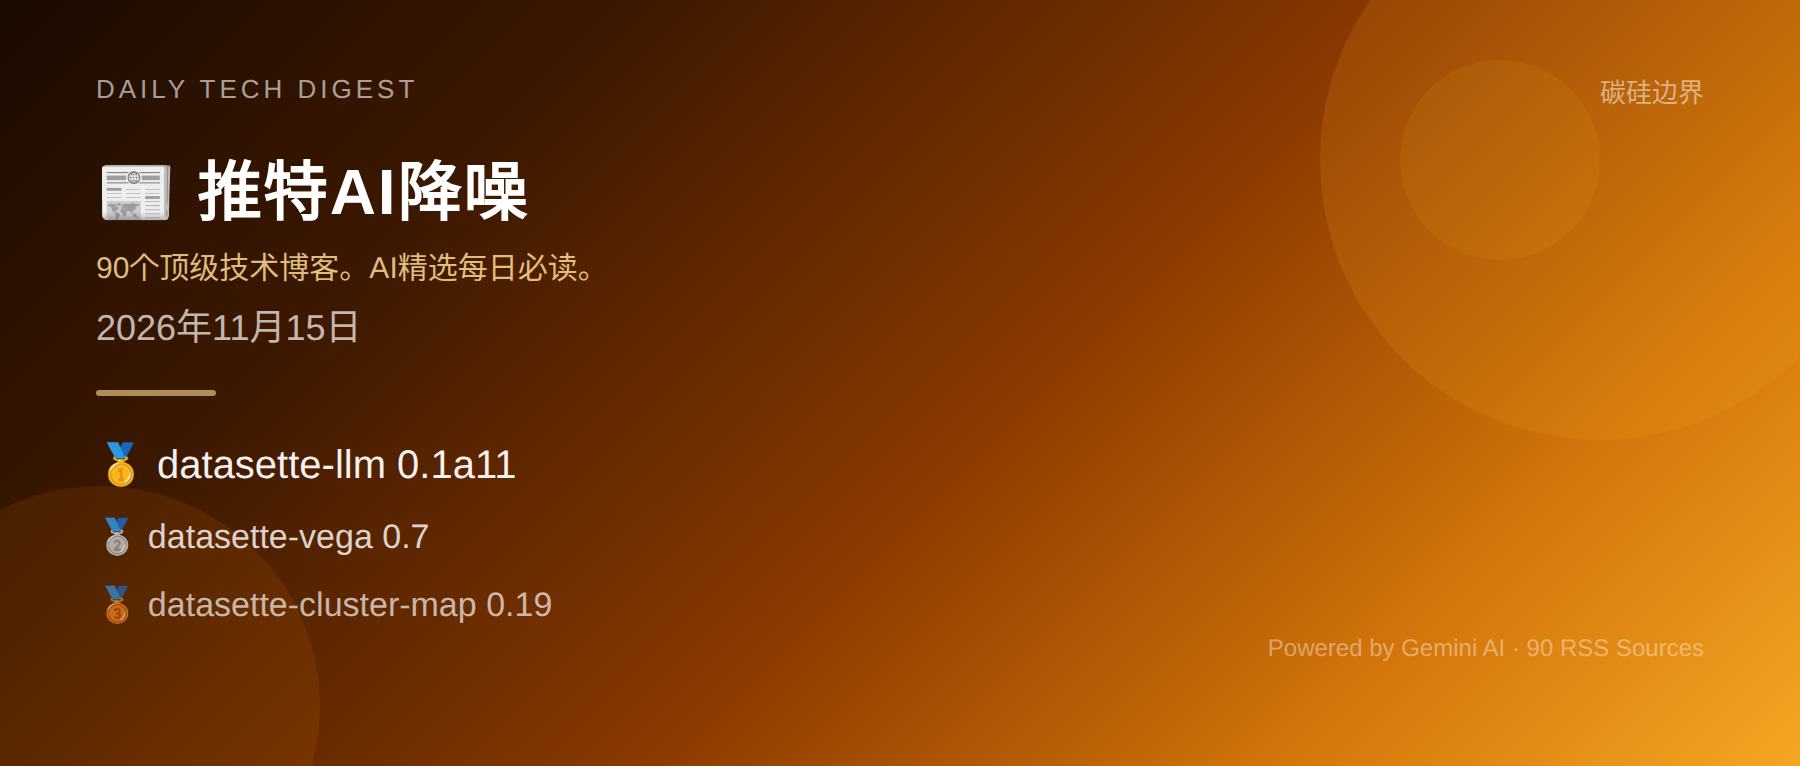 DAILY TECH DIGEST
碳硅边界
📰 推特AI降噪
90个顶级技术博客。AI精选每日必读。
2026年11月15日
🥇 datasette-llm 0.1a11
🥈 datasette-vega 0.7
🥉 datasette-cluster-map 0.19
Powered by Gemini AI · 90 RSS Sources